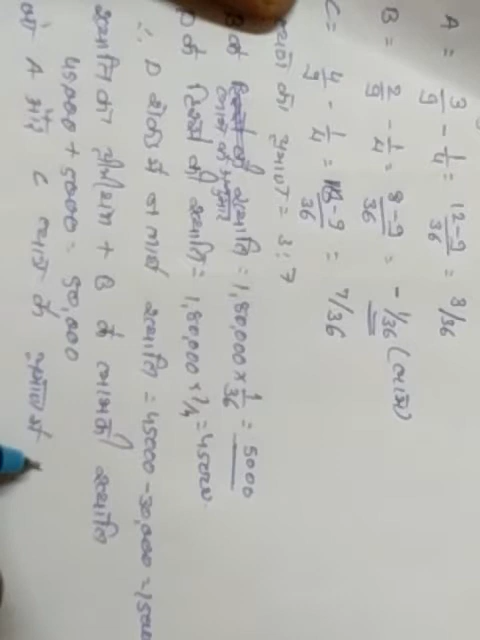 A = 3/9 - 1/4 = 12-9/36 = 3/36
B = 2/9 - 1/4 = 8-9/36 = - 1/36 (लाभ)
C = 4/9 - 1/4 = 16-9/36 = 7/36
त्याग का अनुपात = 3:7
B के की ख्याति = 1,80,000 × 1/36 = 5000
D के हिस्से की ख्याति = 1,80,000 × 1/4 = 45000
∴ D की ख्याति = 45000 - 30,000 = 1500
ख्याति का प्रीमियम + B के लाभ की ख्याति
45000 + 5000 = 50,000
को A और C त्याग के अनुपात में